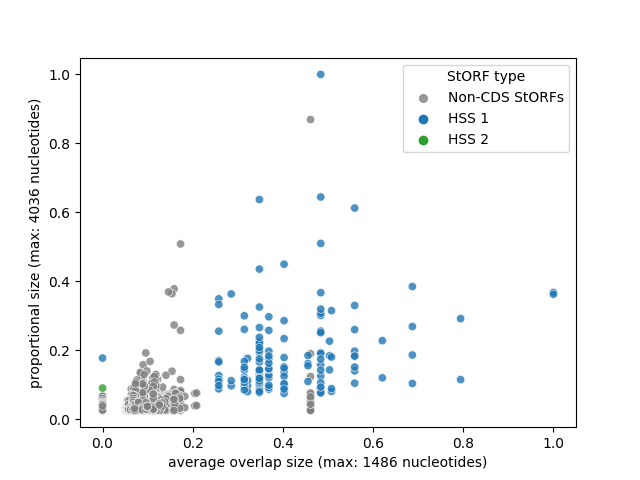 StORF type
Non-CDS StORFs
HSS 1
HSS 2
1.0
0.8
0.6
0.4
0.2
0.0
proportional size (max: 4036 nucleotides)
0.0 0.2 0.4 0.6 0.8 1.0
average overlap size (max: 1486 nucleotides)